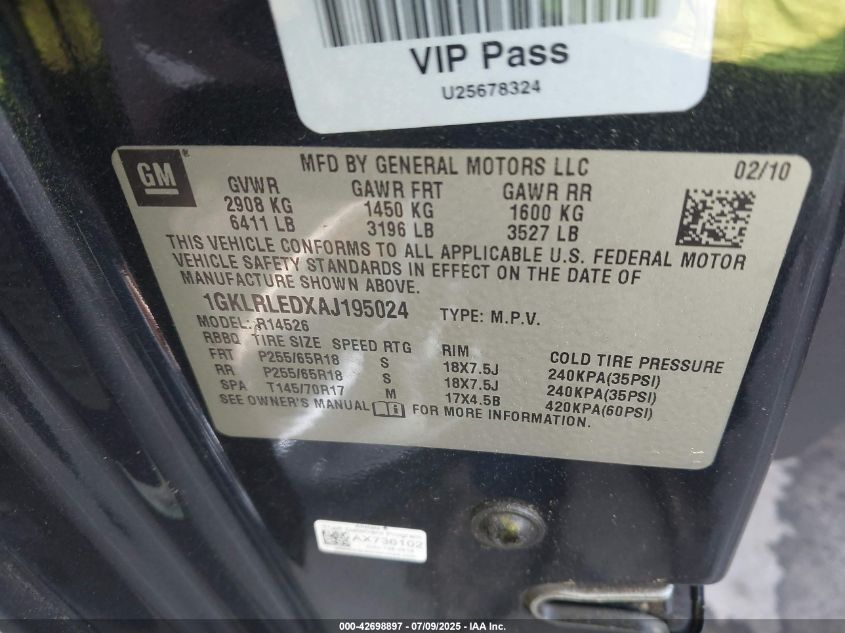 VIP Pass
U25678324
GM
MFD BY GENERAL MOTORS LLC 02/10
GVWR GAWR FRT GAWR RR
2908 KG 1450 KG 1600 KG
6411 LB 3196 LB 3527 LB
THIS VEHICLE CONFORMS TO ALL APPLICABLE U.S. FEDERAL MOTOR
VEHICLE SAFETY STANDARDS IN EFFECT ON THE DATE OF
MANUFACTURE SHOWN ABOVE.
1GKLRLEDXAJ195024 TYPE: M.P.V.
MODEL: R14526
RBBQ TIRE SIZE SPEED RTG RIM COLD TIRE PRESSURE
FRT P255/65R18 S 18X7.5J 240KPA(35PSI)
RR P255/65R18 S 18X7.5J 240KPA(35PSI)
SPA T145/70R17 M 17X4.5B 420KPA(60PSI)
SEE OWNER'S MANUAL FOR MORE INFORMATION.
AX736102
000-42698897 - 07/09/2025 - IAA Inc.